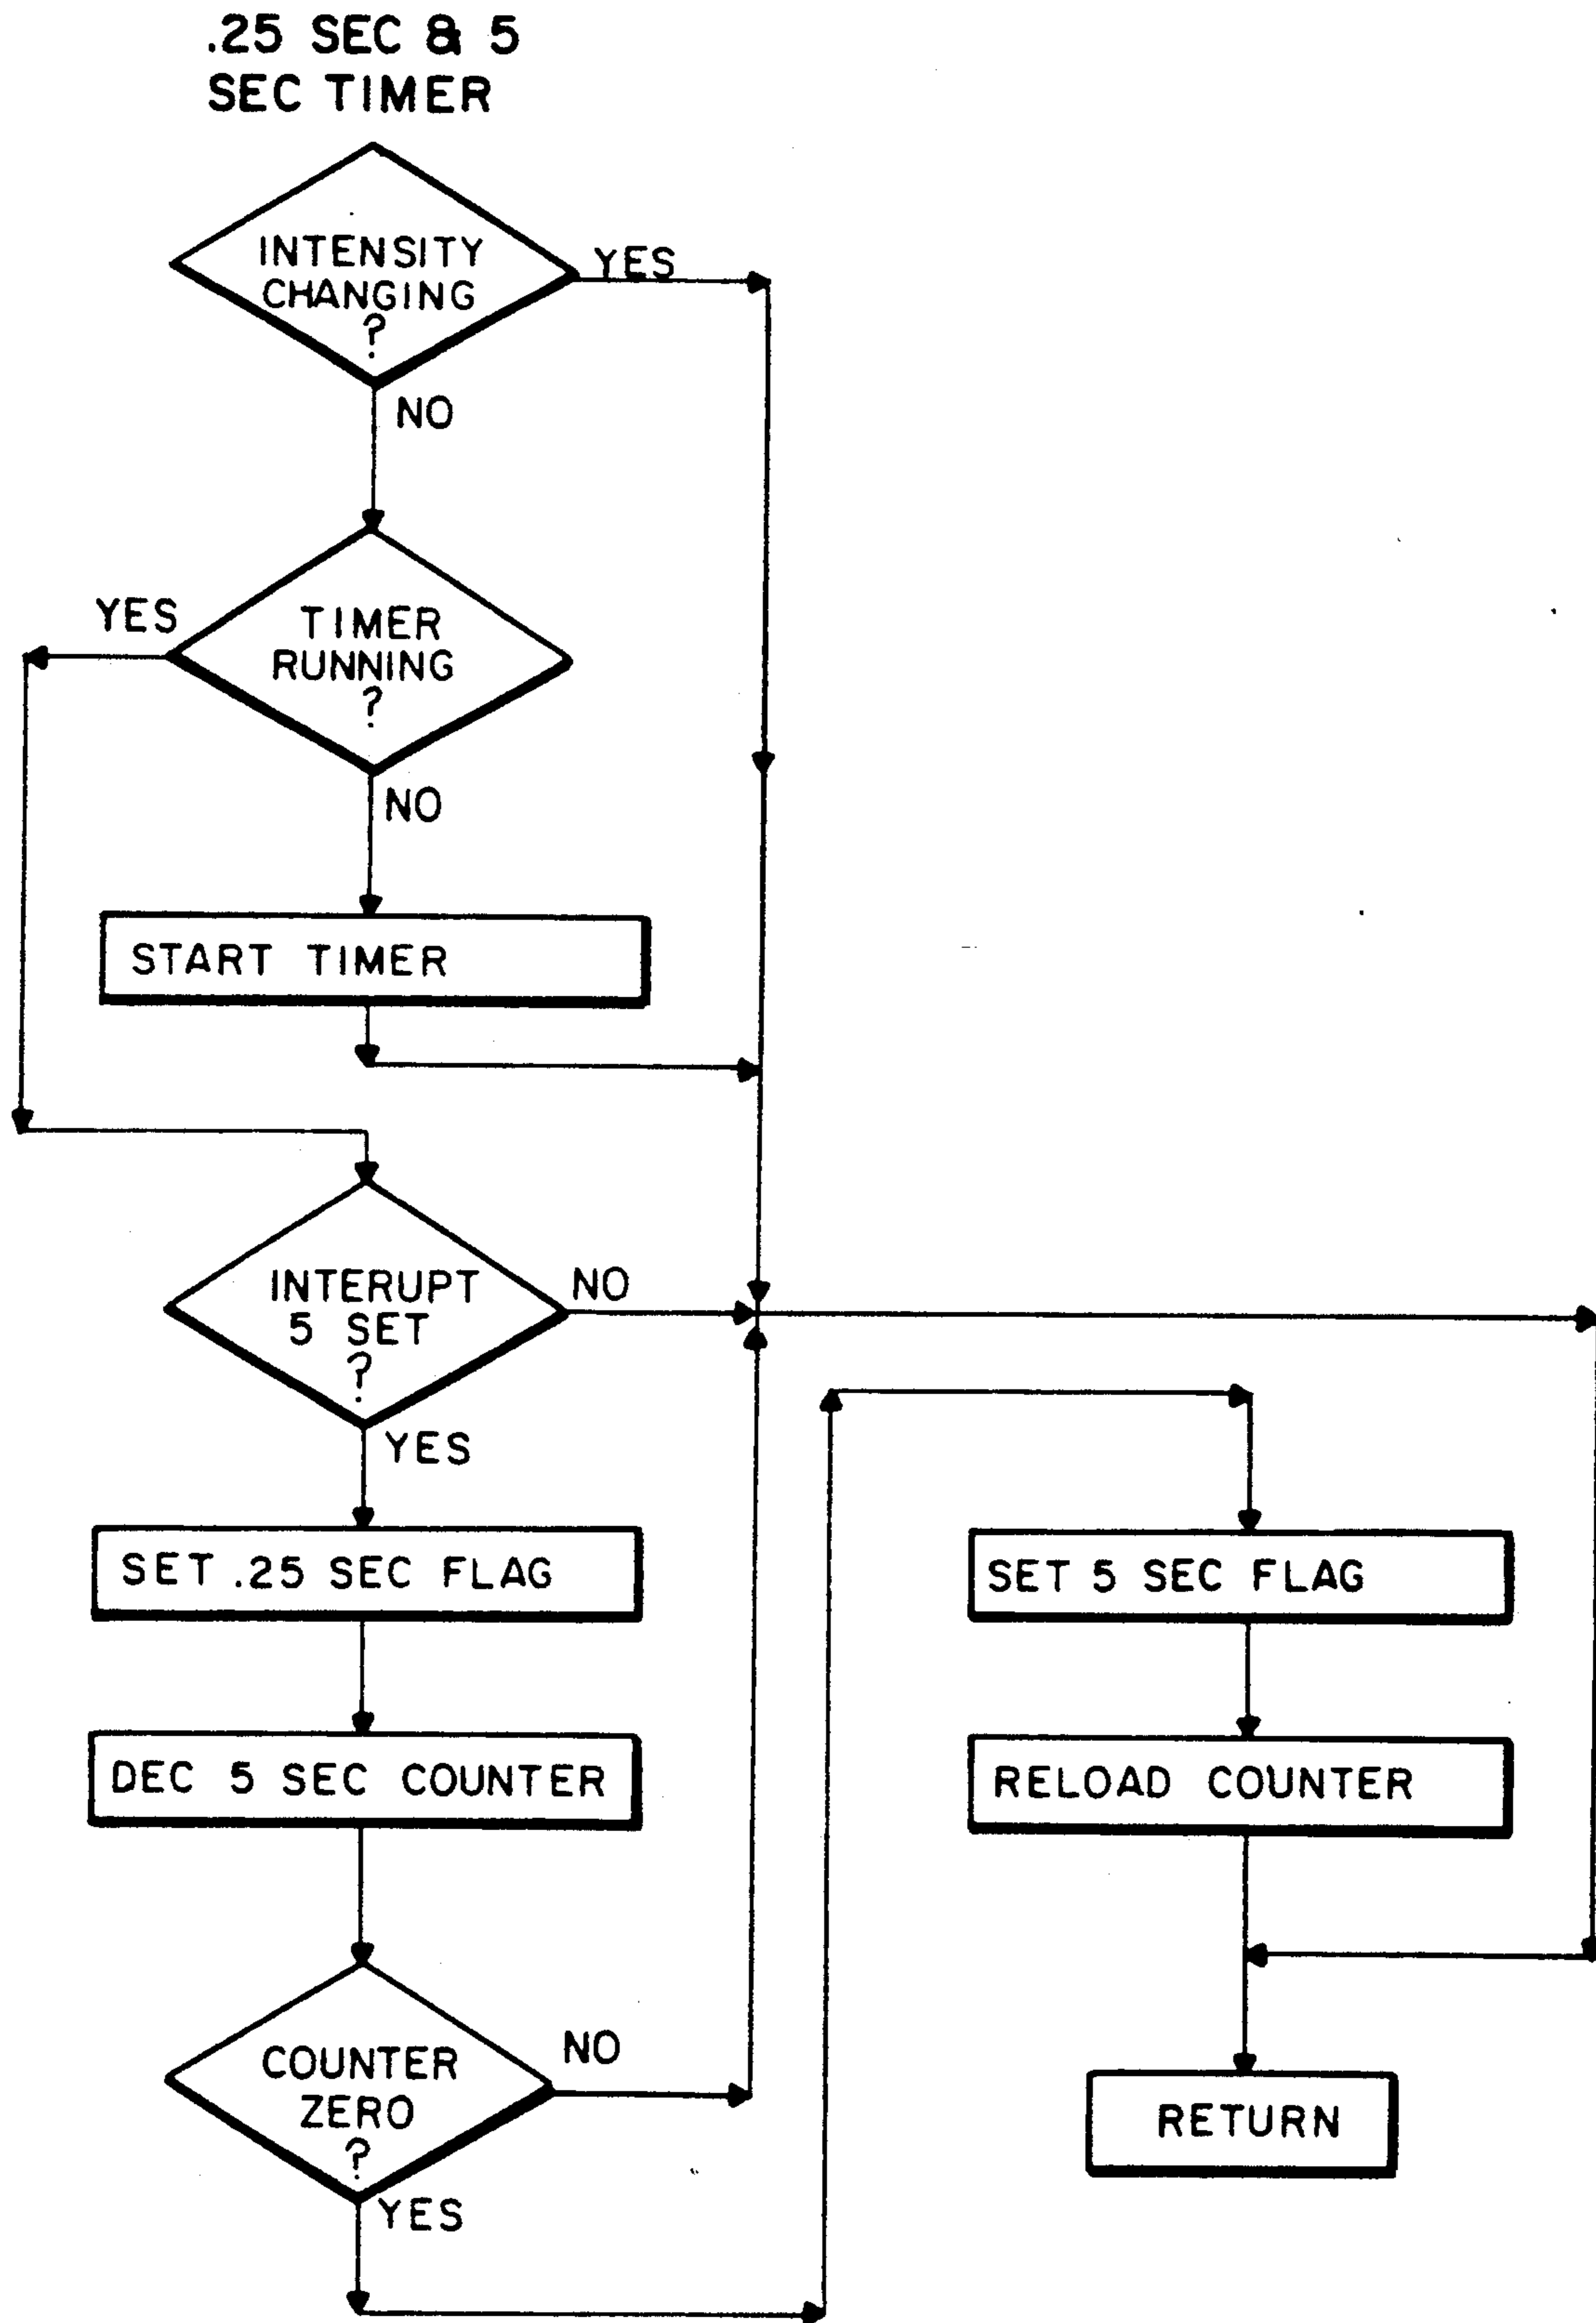 .25 SEC & 5
SEC TIMER
INTENSITY
CHANGING
?
YES
NO
TIMER
RUNNING
?
YES
NO
START TIMER
INTERUPT
5 SET
?
NO
YES
SET .25 SEC FLAG
DEC 5 SEC COUNTER
COUNTER
ZERO
?
NO
YES
SET 5 SEC FLAG
RELOAD COUNTER
RETURN